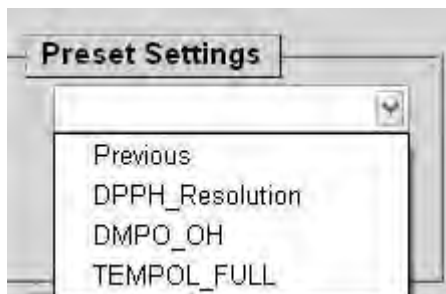 Preset Settings
Previous
DPPH_Resolution
DMPO_OH
TEMPOL_FULL